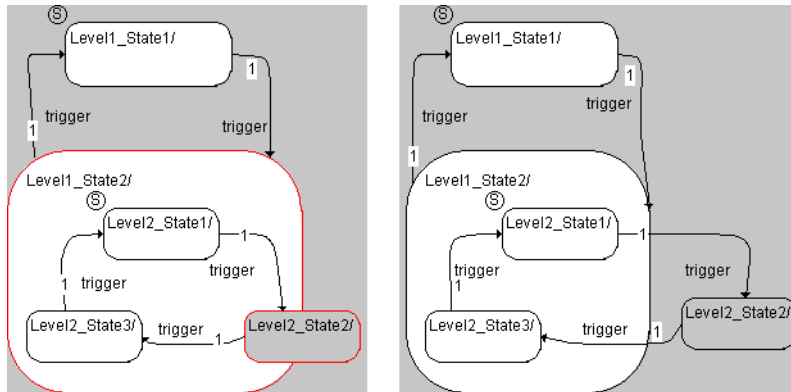 S
Level1_State1/
1
trigger
trigger
1
Level1_State2/
S
Level2_State1/
1
trigger
trigger
1
Level2_State3/
trigger
1
Level2_State2/
S
Level1_State1/
1
trigger
trigger
1
Level1_State2/
S
Level2_State1/
1
trigger
trigger
1
Level2_State3/
trigger
1
Level2_State2/